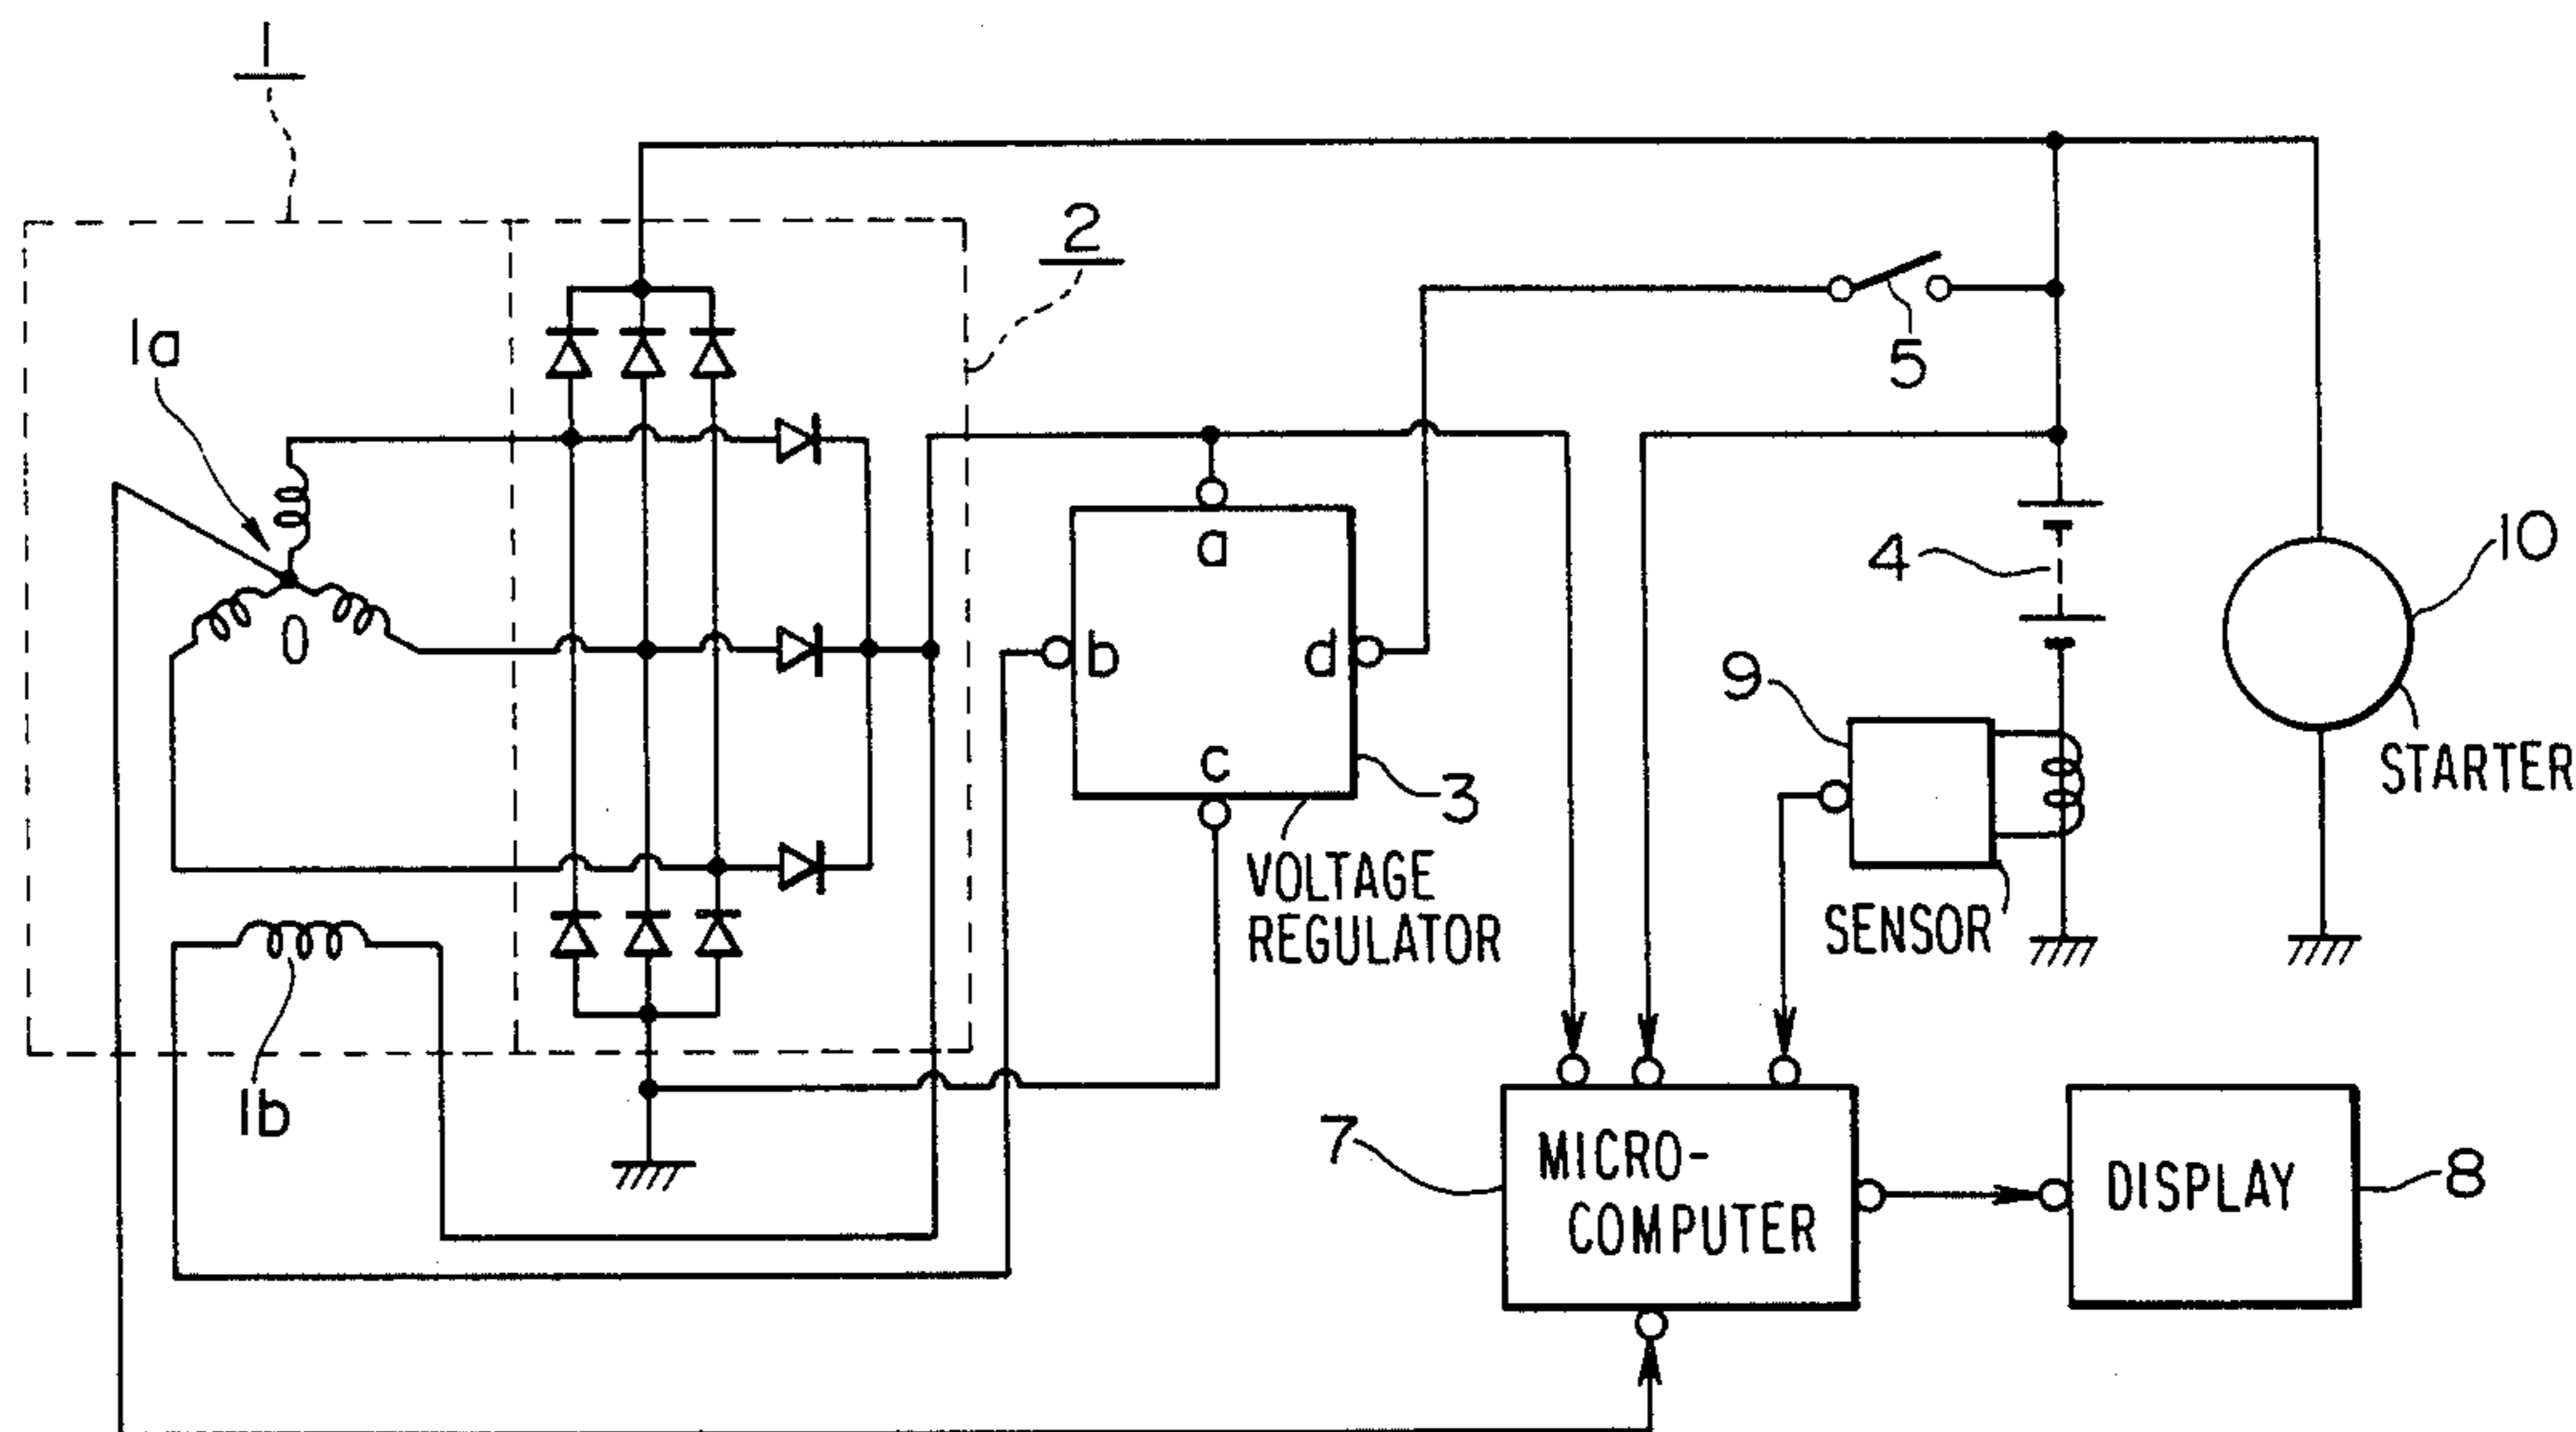 1
2
1a
5
a
4
10
b
d
0
9
c
STARTER
3
VOLTAGE
REGULATOR
SENSOR
1b
7
MICRO-
COMPUTER
DISPLAY
8